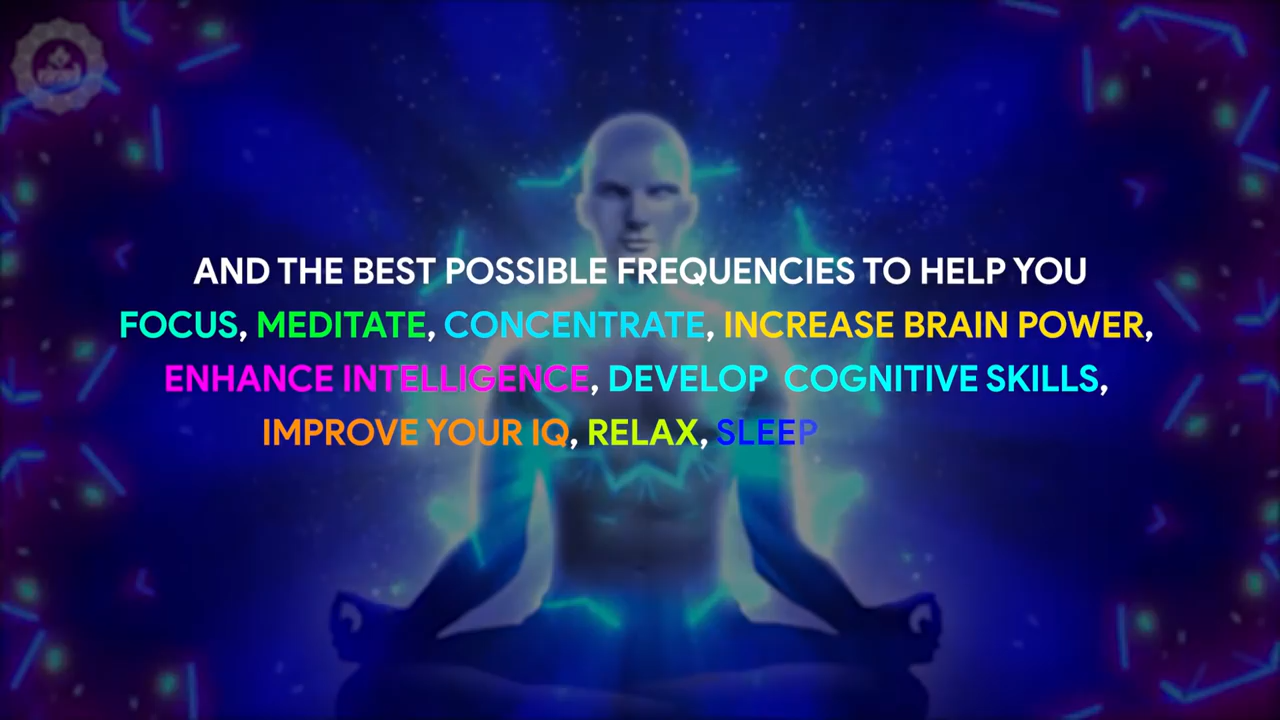 AND THE BEST POSSIBLE FREQUENCIES TO HELP YOU
FOCUS, MEDITATE, CONCENTRATE, INCREASE BRAIN POWER,
ENHANCE INTELLIGENCE, DEVELOP COGNITIVE SKILLS,
IMPROVE YOUR IQ, RELAX, SLEEP